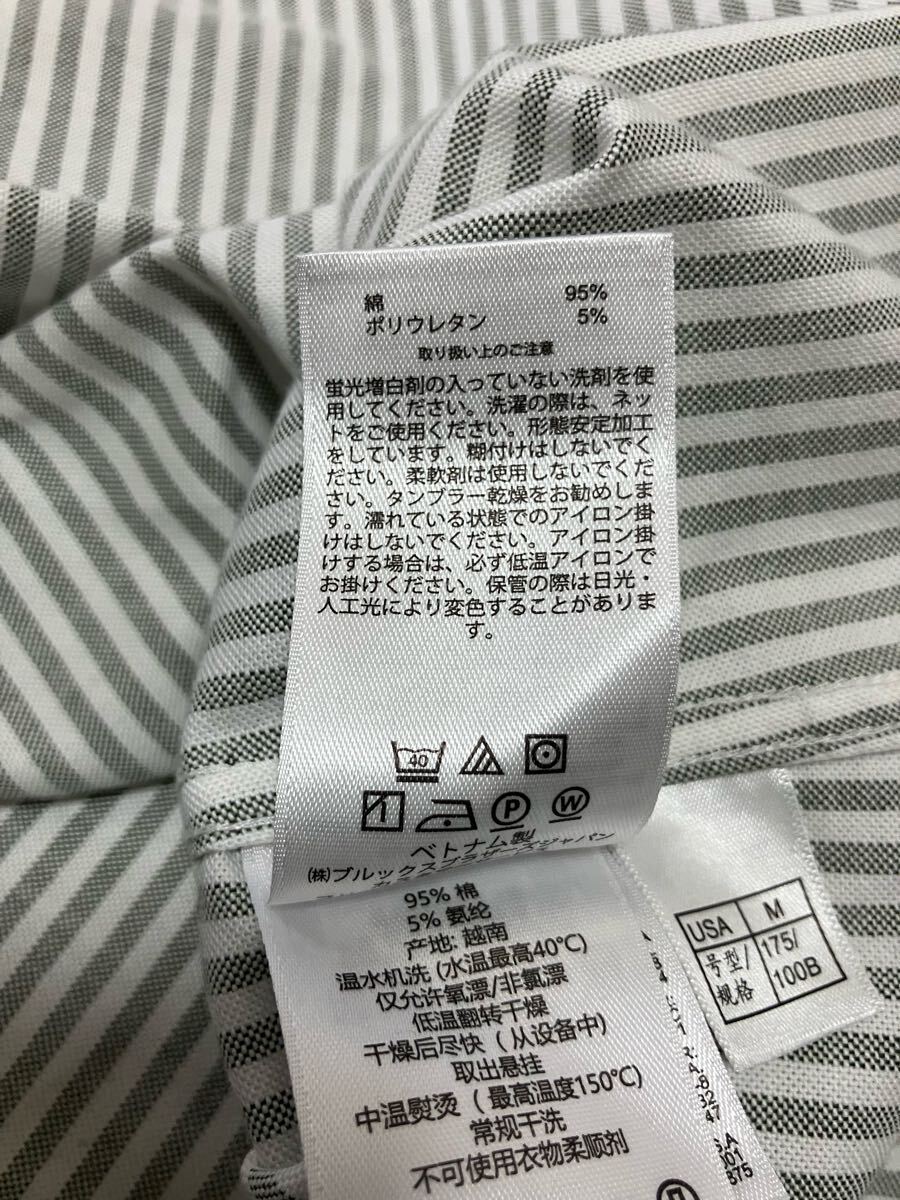 綿 95%
ポリウレタン 5%
取り扱い上のご注意
蛍光増白剤の入っていない洗剤を使
用してください。洗濯の際は、ネッ
トをご使用ください。形態安定加工
をしています。糊付けはしないでく
ださい。柔軟剤は使用しないでくだ
さい。タンブラー乾燥をお勧めしま
す。濡れている状態でのアイロン掛
けはしないでください。アイロン掛
けする場合は、必ず低温アイロンで
お掛けください。保管の際は日光・
人工光により変色することがありま
す。
40
P W
ベトナム製
(株)ブルックスブラザーズジャパン
95% 棉
5% 氨纶
产地: 越南
温水机洗 (水温最高40°C)
仅允许氧漂/非氯漂
低温翻转干燥
干燥后尽快 (从设备中)
取出悬挂
中温熨烫 (最高温度150°C)
常规干洗
不可使用衣物柔顺剂
USA M
号型/ 175/
规格 100B